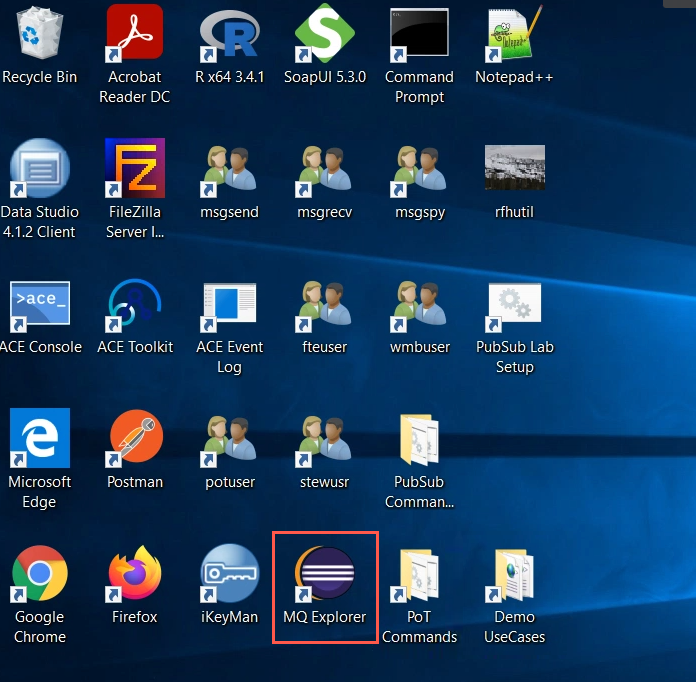 Recycle Bin
Acrobat
Reader DC
R x64 3.4.1
SoapUI 5.3.0
Command
Prompt
Notepad++
Data Studio
4.1.2 Client
FileZilla
Server I...
msgsend
msgrecv
msgspy
rfhutil
>ace_
ACE Console
ACE Toolkit
ACE Event
Log
fteuser
wmbuser
PubSub Lab
Setup
Microsoft
Edge
Postman
potuser
stewusr
PubSub
Comman...
Google
Chrome
Firefox
iKeyMan
MQ Explorer
PoT
Commands
Demo
UseCases